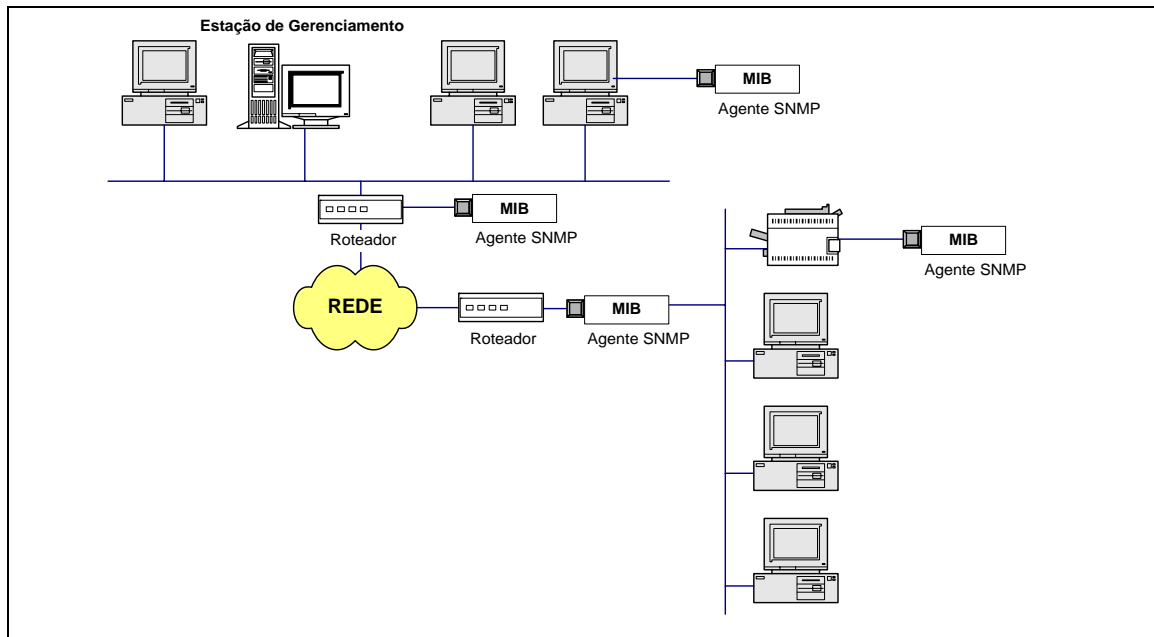 Estação de Gerenciamento
MIB
Agente SNMP
MIB
Roteador
Agente SNMP
MIB
Agente SNMP
REDE
MIB
Roteador
Agente SNMP